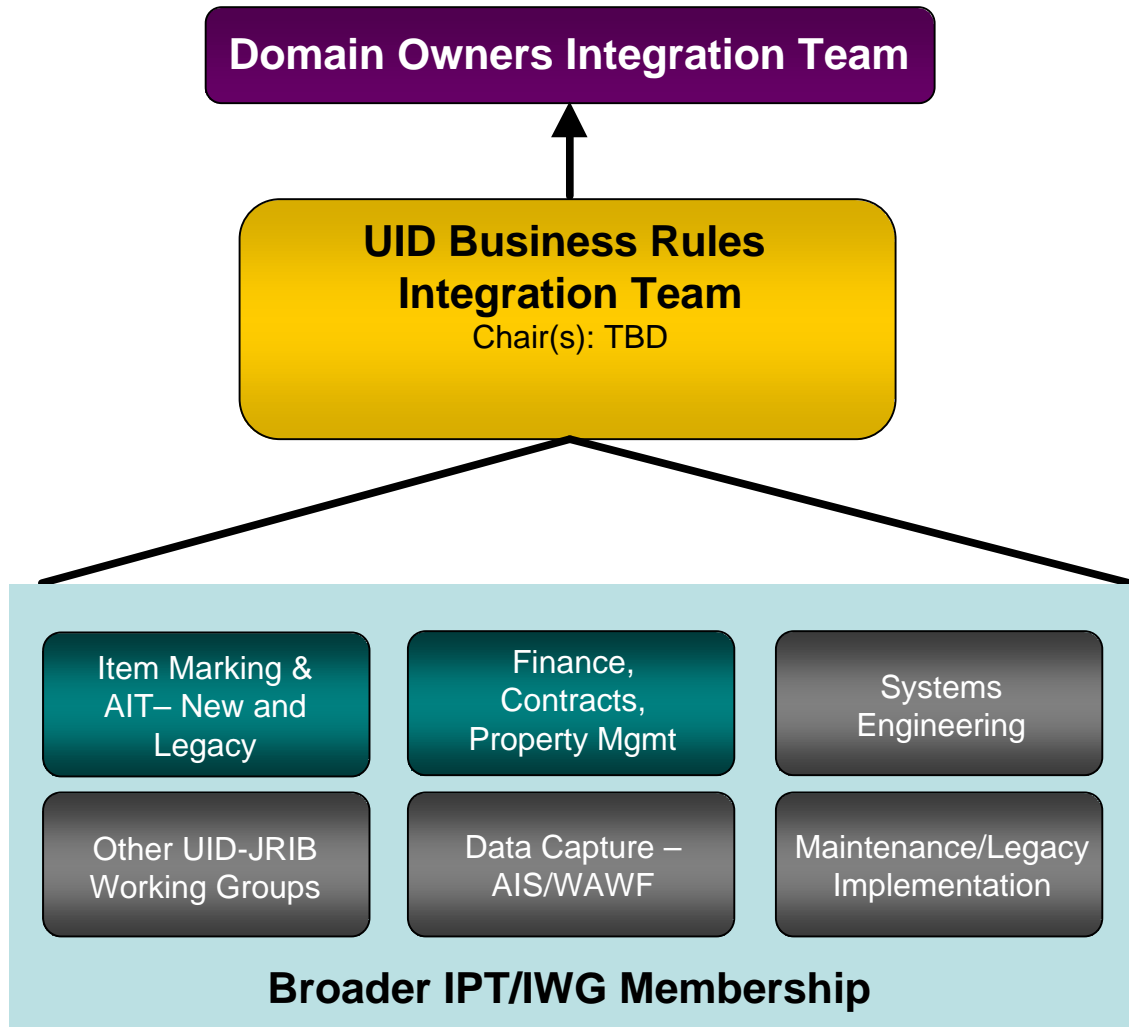 Domain Owners Integration Team
UID Business Rules
Integration Team
Chair(s): TBD
Item Marking &
AIT– New and
Legacy
Finance,
Contracts,
Property Mgmt
Systems
Engineering
Other UID-JRIB
Working Groups
Data Capture –
AIS/WAWF
Maintenance/Legacy
Implementation
Broader IPT/IWG Membership